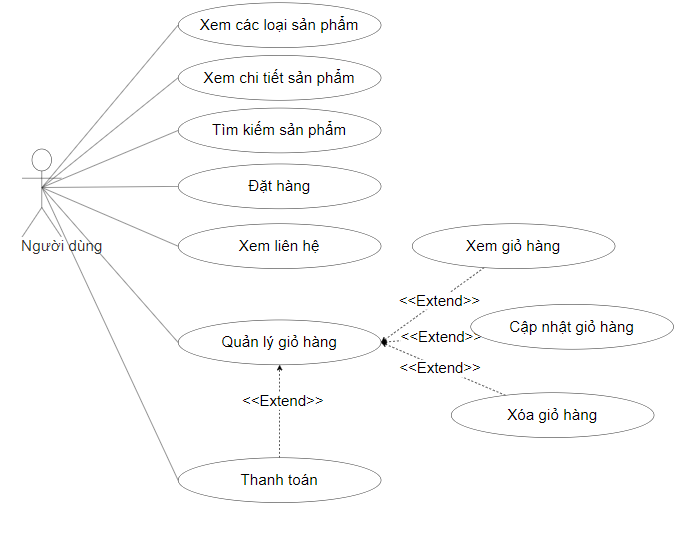 Xem các loại sản phẩm
Xem chi tiết sản phẩm
Tìm kiếm sản phẩm
Đặt hàng
Người dùng
Xem liên hệ
Xem giỏ hàng
<<Extend>>
Cập nhật giỏ hàng
<<Extend>>
Quản lý giỏ hàng
<<Extend>>
<<Extend>>
Xóa giỏ hàng
Thanh toán